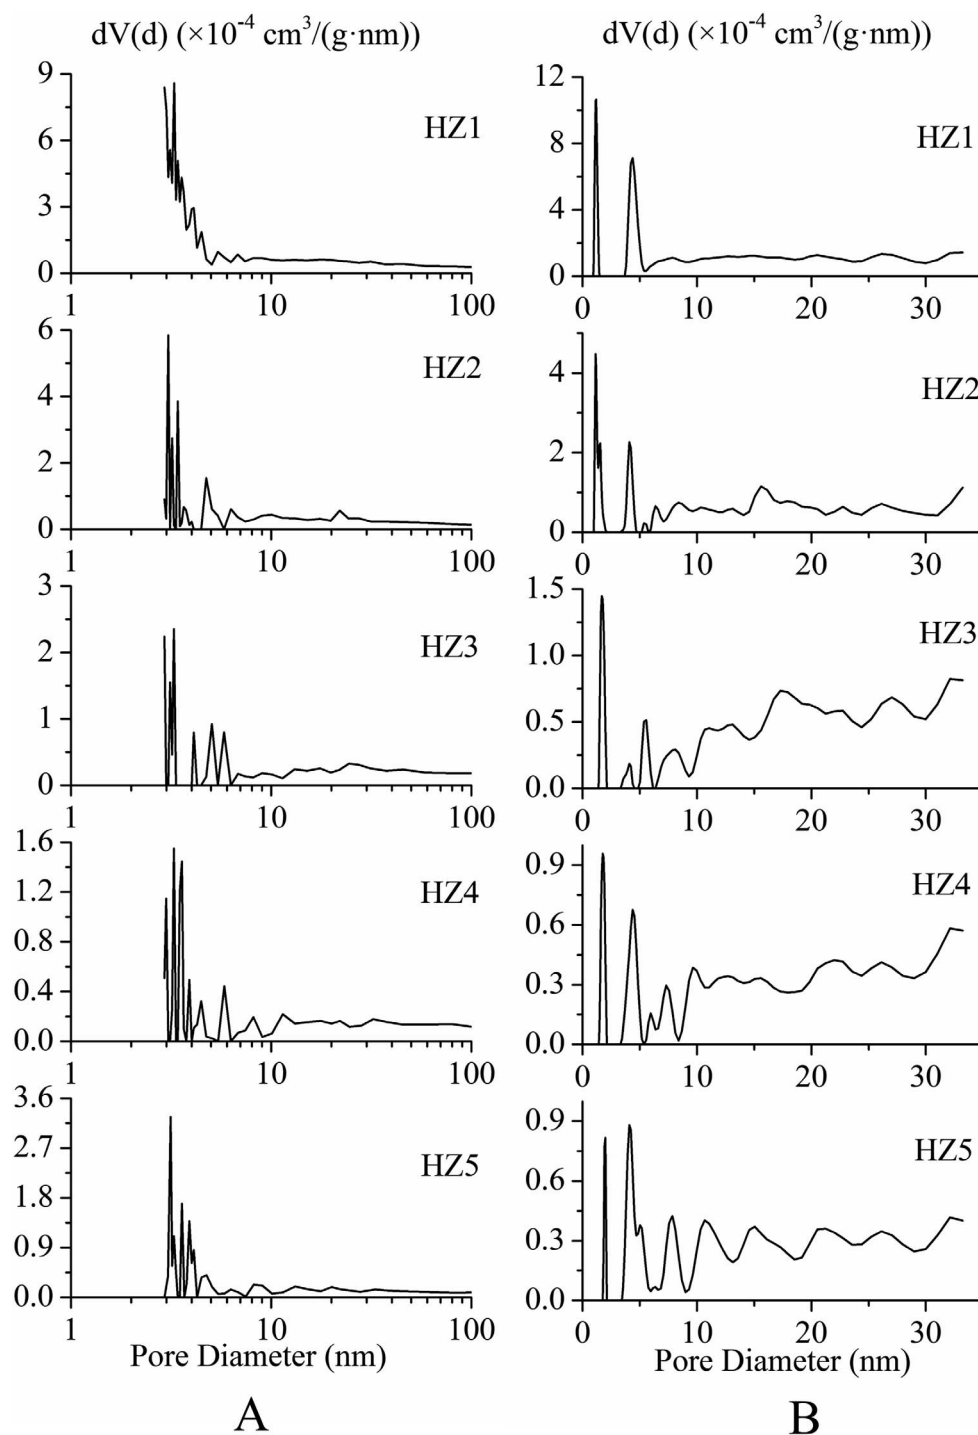 dV(d) (×10⁻⁴ cm³/(g·nm))
9
6
3
0
HZ1
1 10 100
6
4
2
0
HZ2
1 10 100
3
2
1
0
HZ3
1 10 100
1.6
1.2
0.8
0.4
0.0
HZ4
1 10 100
3.6
2.7
1.8
0.9
0.0
HZ5
1 10 100
Pore Diameter (nm)
A
dV(d) (×10⁻⁴ cm³/(g·nm))
12
8
4
0
HZ1
0 10 20 30
4
2
0
HZ2
0 10 20 30
1.5
1.0
0.5
0.0
HZ3
0 10 20 30
0.9
0.6
0.3
0.0
HZ4
0 10 20 30
0.9
0.6
0.3
0.0
HZ5
0 10 20 30
Pore Diameter (nm)
B